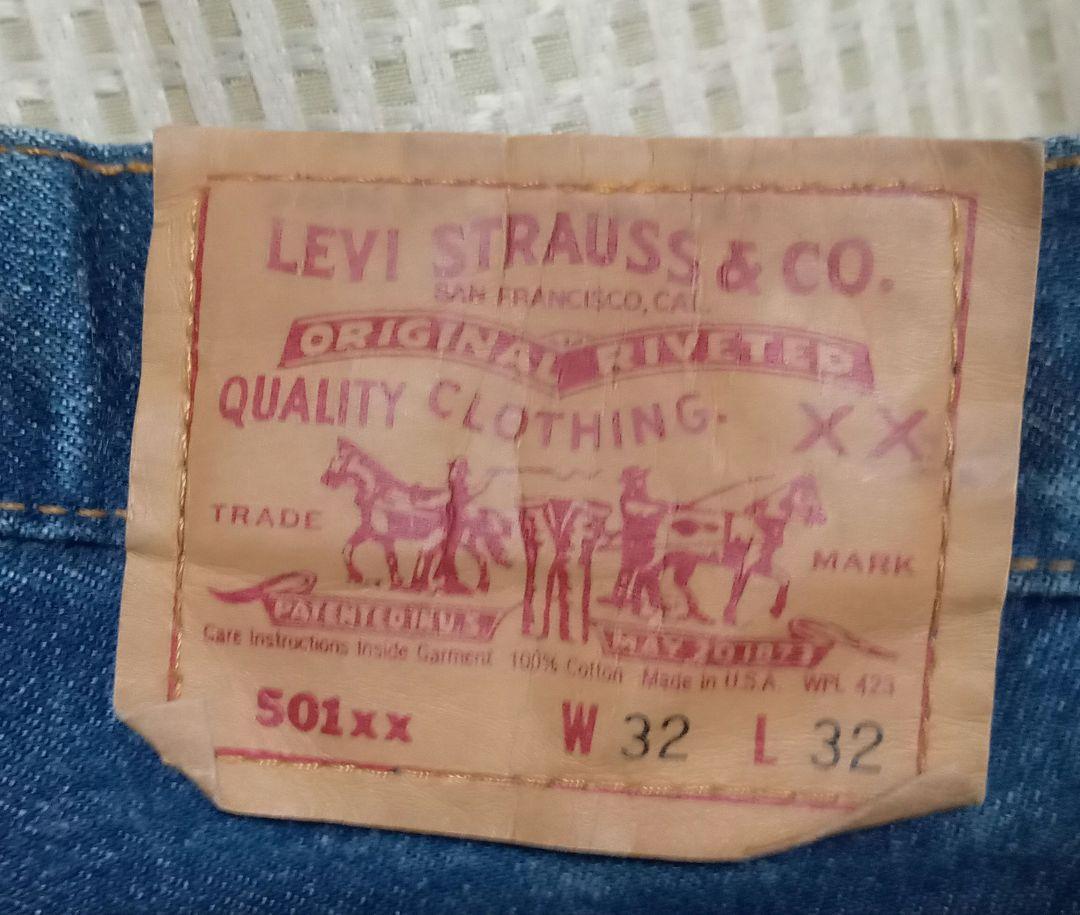 LEVI STRAUSS & CO.
SAN FRANCISCO, CAL.
ORIGINAL RIVETED
QUALITY CLOTHING. XX
TRADE MARK
PATENTED IN U.S. MAY 20 1873
Care Instructions Inside Garment 100% Cotton Made in U.S.A. WPL 423
501xx W 32 L 32